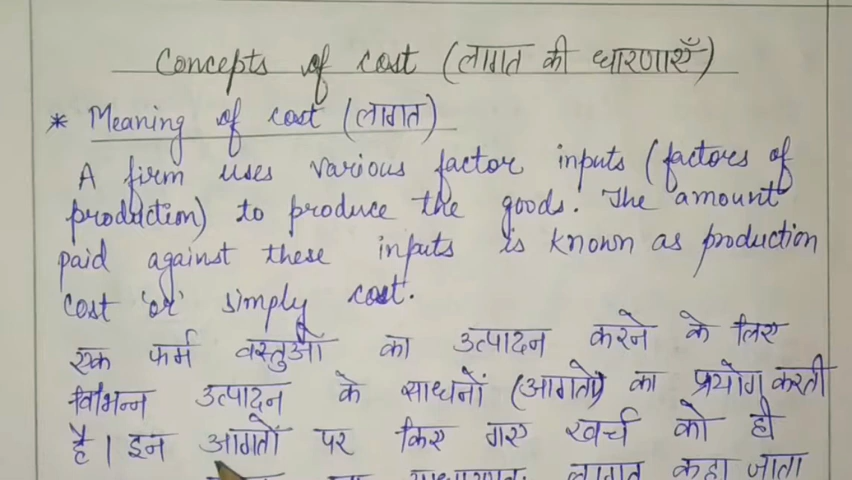 Concepts of cost (लागत की धारणाएँ)
* Meaning of cost (लागत)
A firm uses various factor inputs (factors of
production) to produce the goods. The amount
paid against these inputs is known as production
cost 'or' simply cost.
एक फर्म वस्तुओं का उत्पादन करने के लिए
विभिन्न उत्पादन के साधनों (आगतों) का प्रयोग करती
है। इन आगतों पर किए गए खर्च को ही
लागत कहा जाता